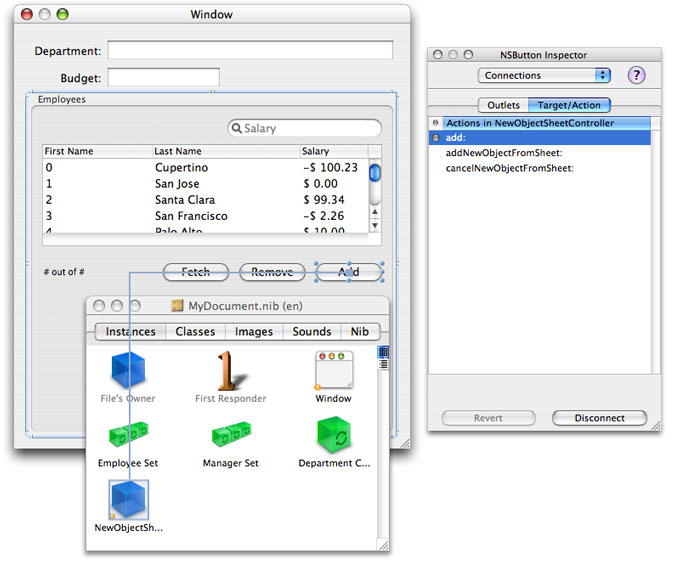 Window
Department:
Budget:
Employees
Salary
First Name Last Name Salary
0 Cupertino -$ 100.23
1 San Jose $ 0.00
2 Santa Clara $ 99.34
3 San Francisco -$ 2.26
4 Palo Alto $ 10.00
# out of # Fetch Remove Add
MyDocument.nib (en)
Instances Classes Images Sounds Nib
File's Owner First Responder Window
Employee Set Manager Set Department C...
NewObjectSh...
NSButton Inspector
Connections ?
Outlets Target/Action
Actions in NewObjectSheetController
add:
addNewObjectFromSheet:
cancelNewObjectFromSheet:
Revert Disconnect